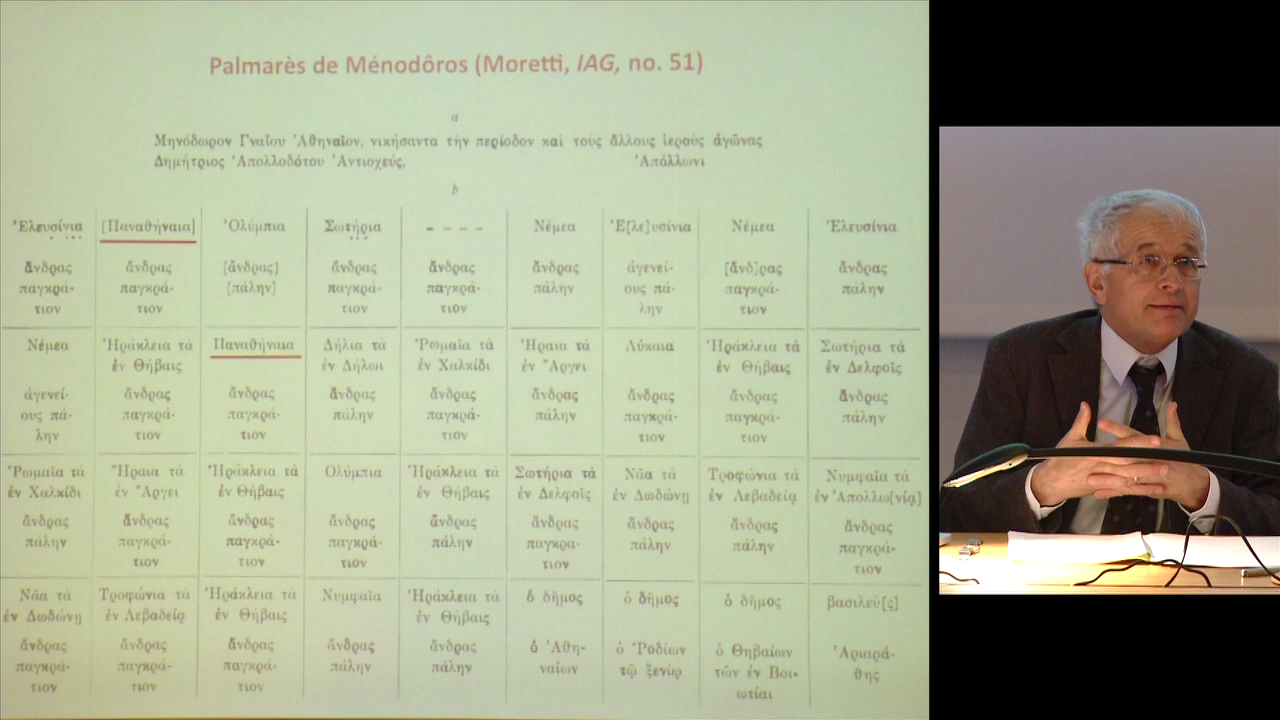 Palmarès de Ménodôros (Moretti, IAG, no. 51)
a
Μηνόδωρον Γναίου Ἀθηναῖον, νικήσαντα τὴν περίοδον καὶ τοὺς ἄλλους ἱεροὺς ἀγῶνας
Δημήτριος Ἀπολλοδότου Ἀντιοχεύς, Ἀπόλλωνι
b
Ἐλευσίνια [Παναθήναια] Ὀλύμπια Σωτήρια - - - - Νέμεα Ἐ[λε]υσίνια Νέμεα Ἐλευσίνια
ἄνδρας ἄνδρας [ἄνδρας] ἄνδρας ἄνδρας ἄνδρας ἀγενεί- [ἄνδ]ρας ἄνδρας
παγκρά- παγκρά- [πάλην] παγκρά- παγκρά- πάλην ους πά- παγκρά- πάλην
τιον τιον τιον τιον λην τιον
Νέμεα Ἡράκλεια τὰ Παναθήναια Δήλια τὰ Ῥωμαῖα τὰ Ἥραια τὰ Λύκαια Ἡράκλεια τὰ Σωτήρια τὰ
ἐν Θήβαις ἐν Δήλωι ἐν Χαλκίδι ἐν Ἄργει ἐν Θήβαις ἐν Δελφοῖς
ἀγενεί- ἄνδρας ἄνδρας ἄνδρας ἄνδρας ἄνδρας ἄνδρας ἄνδρας ἄνδρας
ους πά- παγκρά- παγκρά- πάλην παγκρά- πάλην παγκρά- παγκρά- πάλην
λην τιον τιον τιον τιον τιον
Ῥωμαῖα τὰ Ἥραια τὰ Ἡράκλεια τὰ Ὀλύμπια Ἡράκλεια τὰ Σωτήρια τὰ Νᾶα τὰ Τροφώνια τὰ Νυμφαῖα τὰ
ἐν Χαλκίδι ἐν Ἄργει ἐν Θήβαις ἐν Θήβαις ἐν Δελφοῖς ἐν Δωδώνῃ ἐν Λεβαδείᾳ ἐν Ἀπολλω[νίᾳ]
ἄνδρας ἄνδρας ἄνδρας ἄνδρας ἄνδρας ἄνδρας ἄνδρας ἄνδρας ἄνδρας
πάλην παγκρά- παγκρά- παγκρά- πάλην παγκρα- πάλην πάλην παγκρά-
τιον τιον τιον τιον τιον
Νᾶα τὰ Τροφώνια τὰ Ἡράκλεια τὰ Νυμφαῖα Ἡράκλεια τὰ ὁ δῆμος ὁ δῆμος ὁ δῆμος βασιλεὺ[ς]
ἐν Δωδώνῃ ἐν Λεβαδείᾳ ἐν Θήβαις ἐν Θήβαις
ἄνδρας ἄνδρας ἄνδρας ἄνδρας ἄνδρας ὁ Ἀθη- ὁ Ῥοδίων ὁ Θηβαίων Ἀριαρά-
παγκρά- παγκρά- παγκρά- πάλην πάλην ναίων τῷ ξενίῳ τῶν ἐν Βοι- θης
τιον τιον τιον ωτίαι